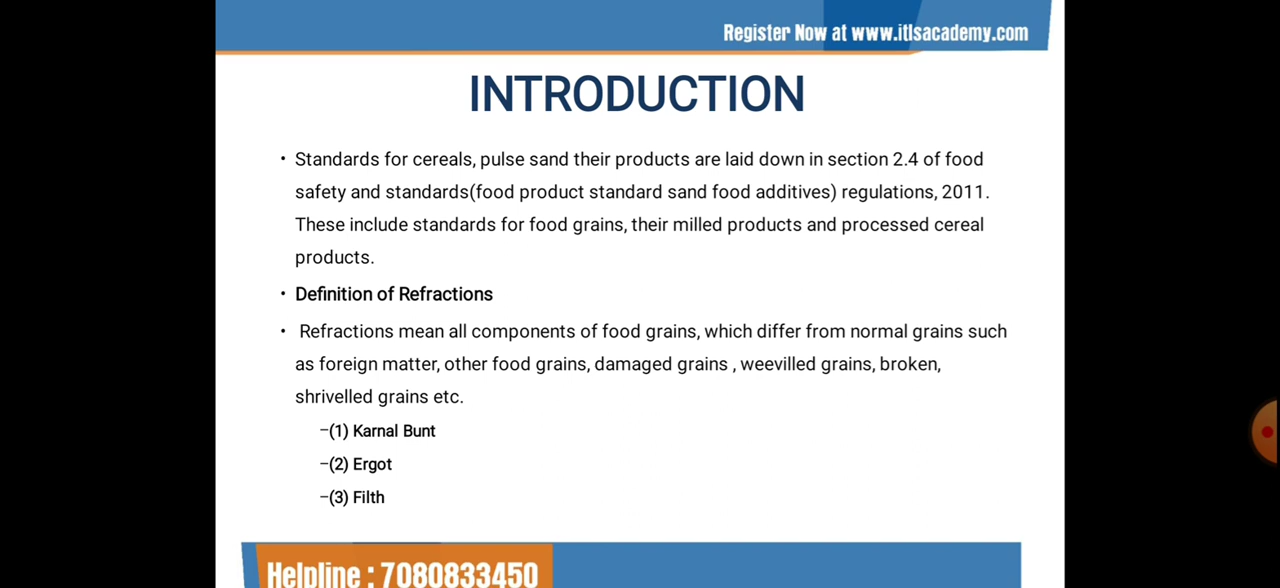 Register Now at www.itlsacademy.com
INTRODUCTION
• Standards for cereals, pulse sand their products are laid down in section 2.4 of food
safety and standards(food product standard sand food additives) regulations, 2011.
These include standards for food grains, their milled products and processed cereal
products.
• Definition of Refractions
• Refractions mean all components of food grains, which differ from normal grains such
as foreign matter, other food grains, damaged grains , weevilled grains, broken,
shrivelled grains etc.
–(1) Karnal Bunt
–(2) Ergot
–(3) Filth
Helpline : 7080833450